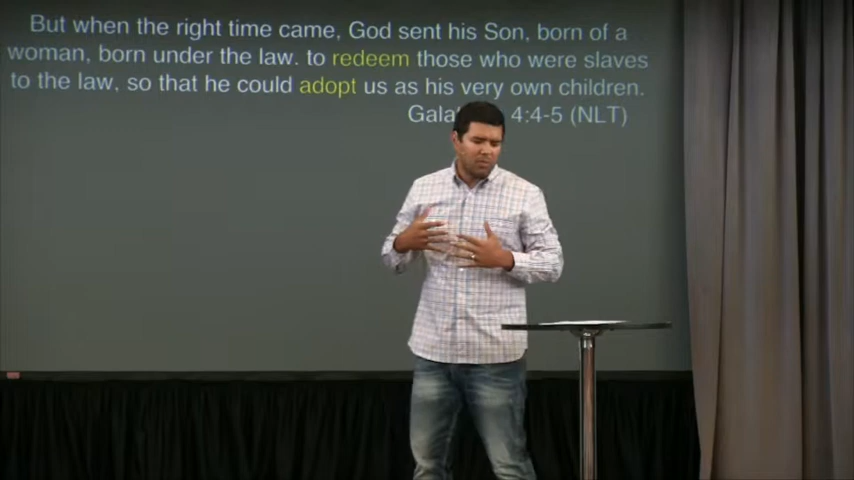 But when the right time came, God sent his Son, born of a
woman, born under the law. to redeem those who were slaves
to the law, so that he could adopt us as his very own children.
4:4-5 (NLT)